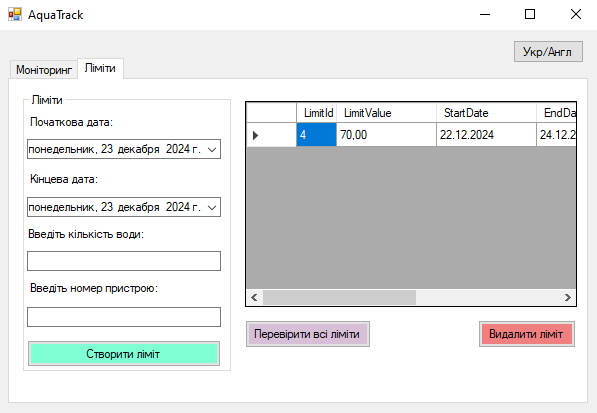 AquaTrack
Укр/Англ
Моніторинг Ліміти
Ліміти
Початкова дата:
понедельник, 23 декабря 2024 г.
Кінцева дата:
понедельник, 23 декабря 2024 г.
Введіть кількість води:
Введіть номер пристрою:
Створити ліміт
LimitId LimitValue StartDate EndDa
4 70,00 22.12.2024 24.12.2
Перевірити всі ліміти
Видалити ліміт